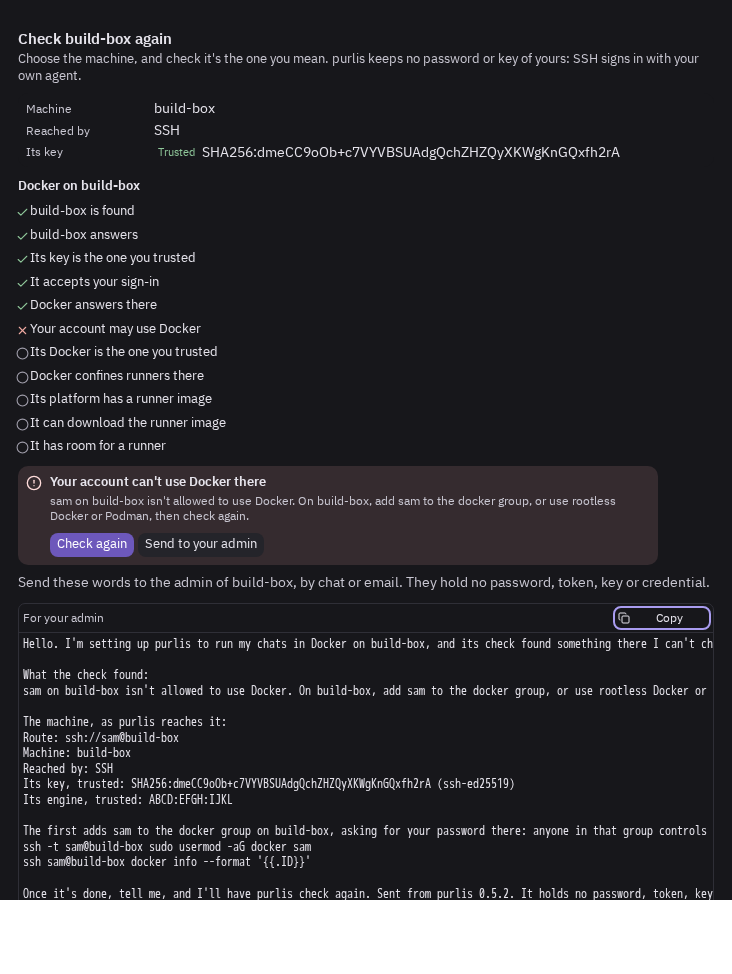 Check build-box again
Choose the machine, and check it's the one you mean. purlis keeps no password or key of yours: SSH signs in with your
own agent.
Machine build-box
Reached by SSH
Its key Trusted SHA256:dmeCC9oOb+c7VYVBSUAdgQchZHZQyXKWgKnGQxfh2rA
Docker on build-box
build-box is found
build-box answers
Its key is the one you trusted
It accepts your sign-in
Docker answers there
Your account may use Docker
Its Docker is the one you trusted
Docker confines runners there
Its platform has a runner image
It can download the runner image
It has room for a runner
Your account can't use Docker there
sam on build-box isn't allowed to use Docker. On build-box, add sam to the docker group, or use rootless
Docker or Podman, then check again.
Check again Send to your admin
Send these words to the admin of build-box, by chat or email. They hold no password, token, key or credential.
For your admin Copy
Hello. I'm setting up purlis to run my chats in Docker on build-box, and its check found something there I can't ch
What the check found:
sam on build-box isn't allowed to use Docker. On build-box, add sam to the docker group, or use rootless Docker or
The machine, as purlis reaches it:
Route: ssh://sam@build-box
Machine: build-box
Reached by: SSH
Its key, trusted: SHA256:dmeCC9oOb+c7VYVBSUAdgQchZHZQyXKWgKnGQxfh2rA (ssh-ed25519)
Its engine, trusted: ABCD:EFGH:IJKL
The first adds sam to the docker group on build-box, asking for your password there: anyone in that group controls
ssh -t sam@build-box sudo usermod -aG docker sam
ssh sam@build-box docker info --format '{{.ID}}'
Once it's done, tell me, and I'll have purlis check again. Sent from purlis 0.5.2. It holds no password, token, key